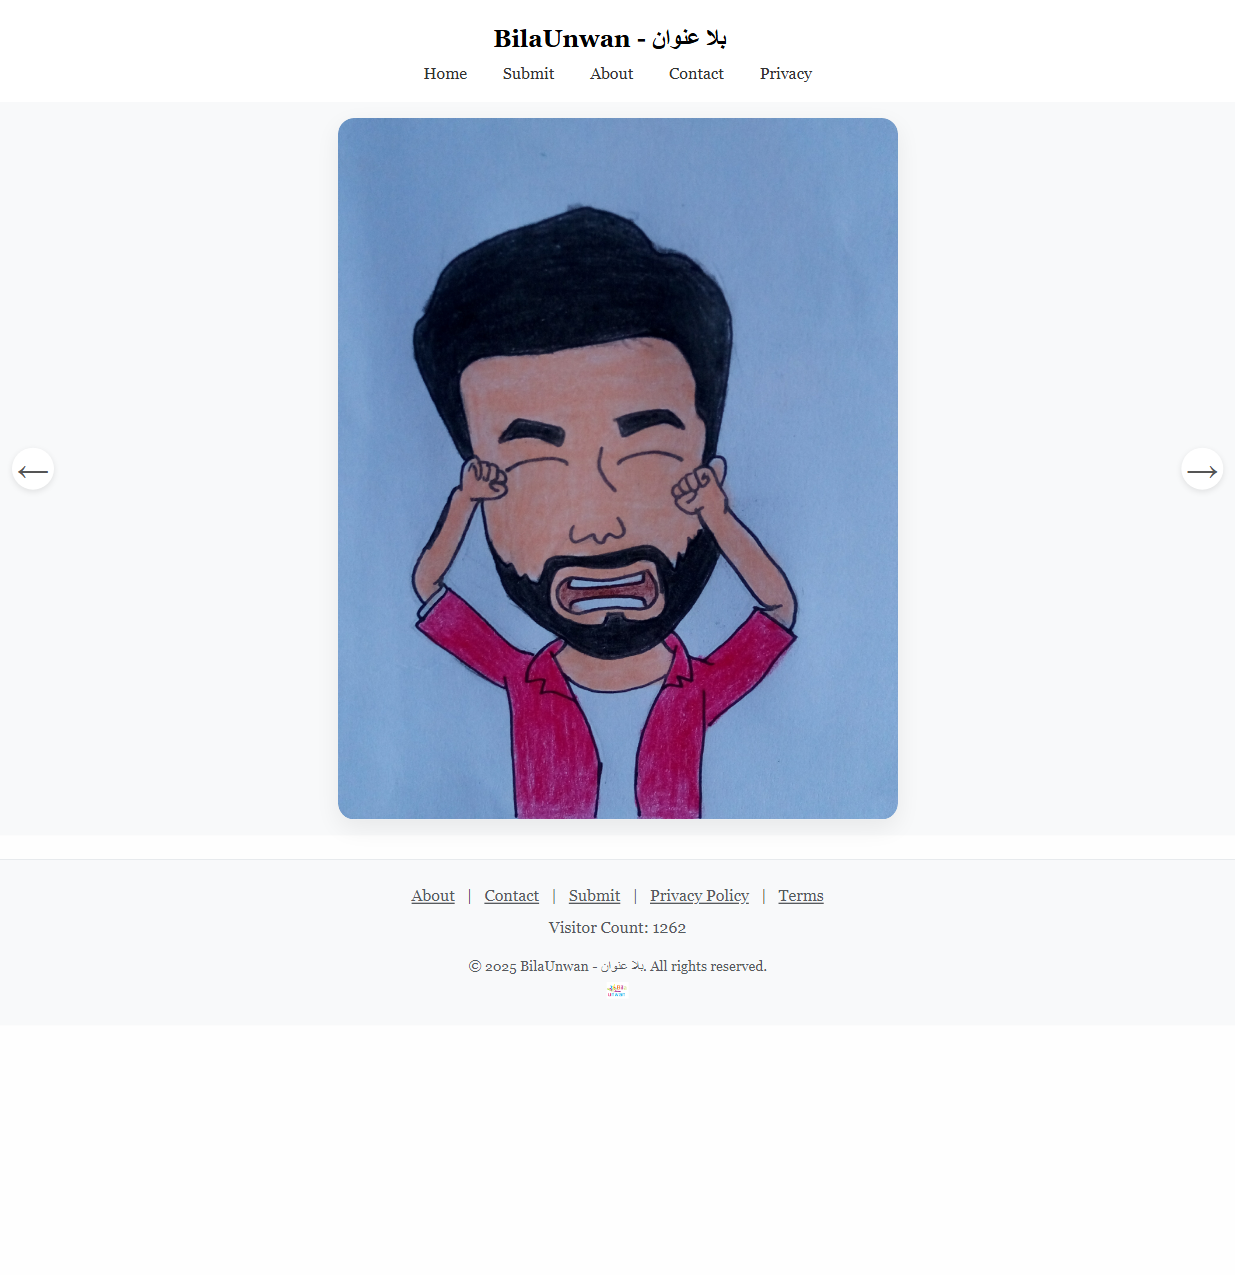 BilaUnwan - بلا عنوان
Home Submit About Contact Privacy
About | Contact | Submit | Privacy Policy | Terms
Visitor Count: 1262
© 2025 BilaUnwan - بلا عنوان. All rights reserved.